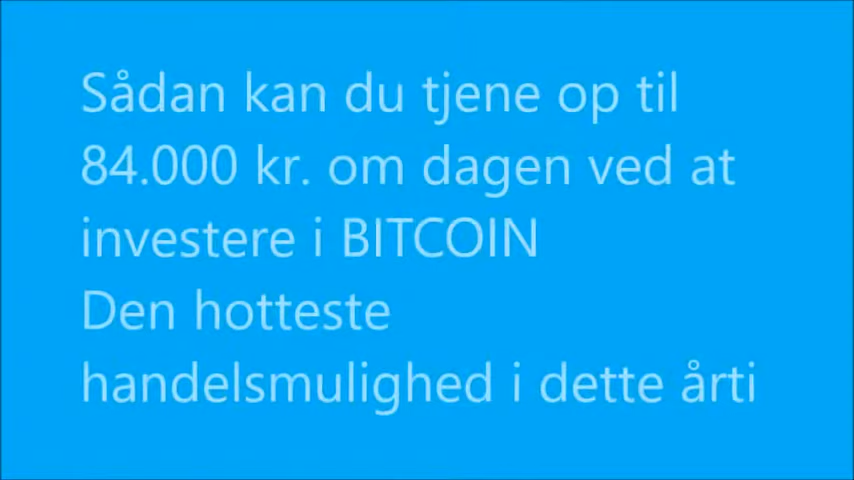 Sådan kan du tjene op til
84.000 kr. om dagen ved at
investere i BITCOIN
Den hotteste
handelsmulighed i dette årti